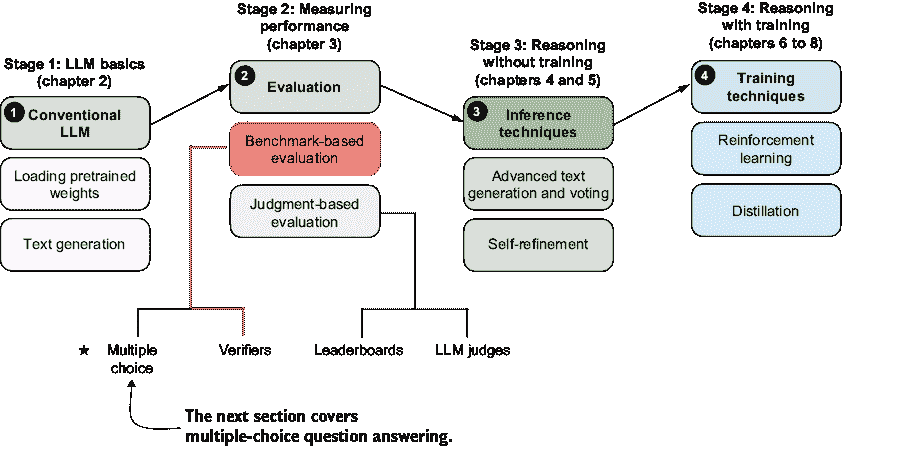 Stage 1: LLM basics
(chapter 2)
1
Conventional
LLM
Loading pretrained
weights
Text generation
Stage 2: Measuring
performance
(chapter 3)
2
Evaluation
Benchmark-based
evaluation
Judgment-based
evaluation
Stage 3: Reasoning
without training
(chapters 4 and 5)
3
Inference
techniques
Advanced text
generation and voting
Self-refinement
Stage 4: Reasoning
with training
(chapters 6 to 8)
4
Training
techniques
Reinforcement
learning
Distillation
★ Multiple
choice
Verifiers
Leaderboards
LLM judges
The next section covers
multiple-choice question answering.